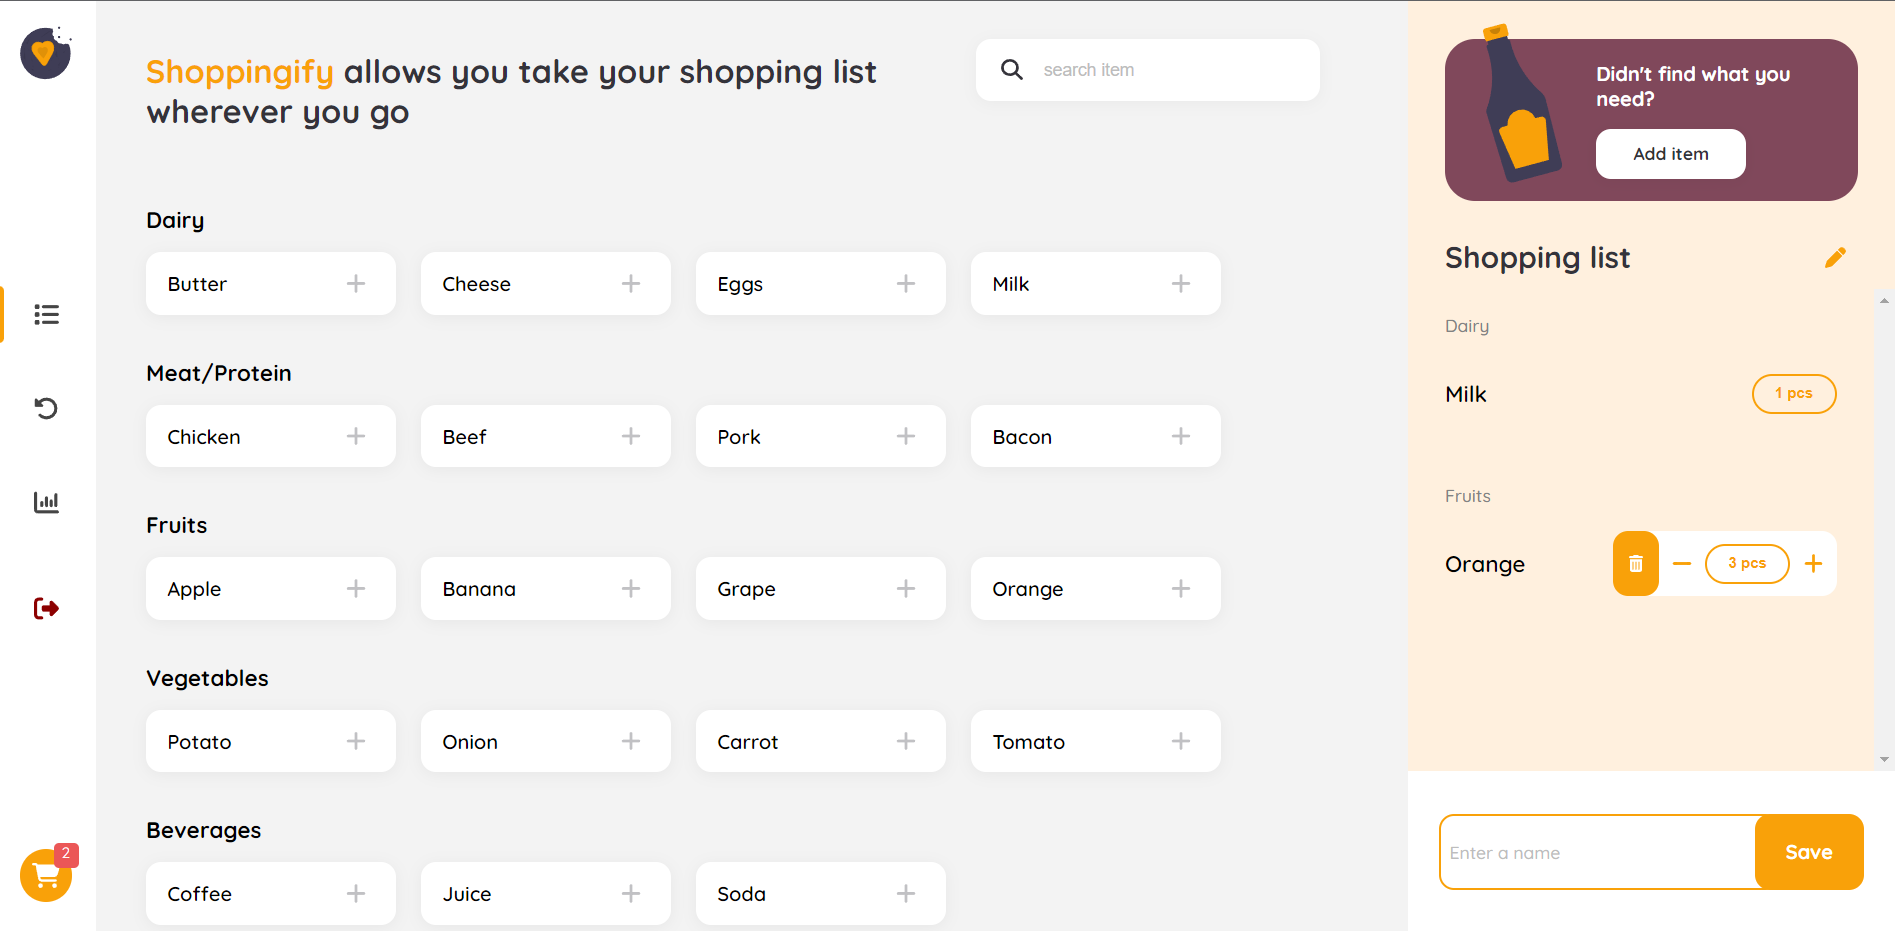 Shoppingify allows you take your shopping list
wherever you go
search item
Dairy
Butter
Cheese
Eggs
Milk
Meat/Protein
Chicken
Beef
Pork
Bacon
Fruits
Apple
Banana
Grape
Orange
Vegetables
Potato
Onion
Carrot
Tomato
Beverages
Coffee
Juice
Soda
2
Didn't find what you
need?
Add item
Shopping list
Dairy
Milk
1 pcs
Fruits
Orange
3 pcs
Enter a name
Save